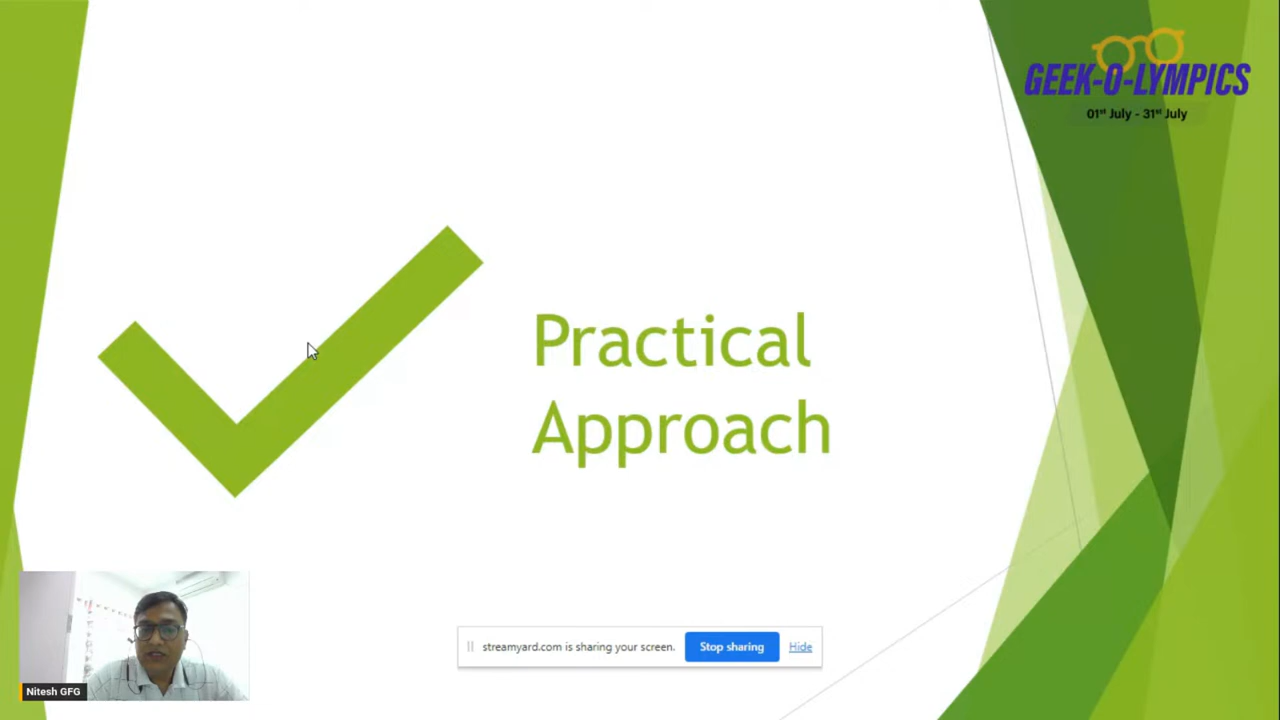 GEEK-O-LYMPICS
01st July - 31st July
Practical
Approach
streamyard.com is sharing your screen. Stop sharing Hide
Nitesh GFG